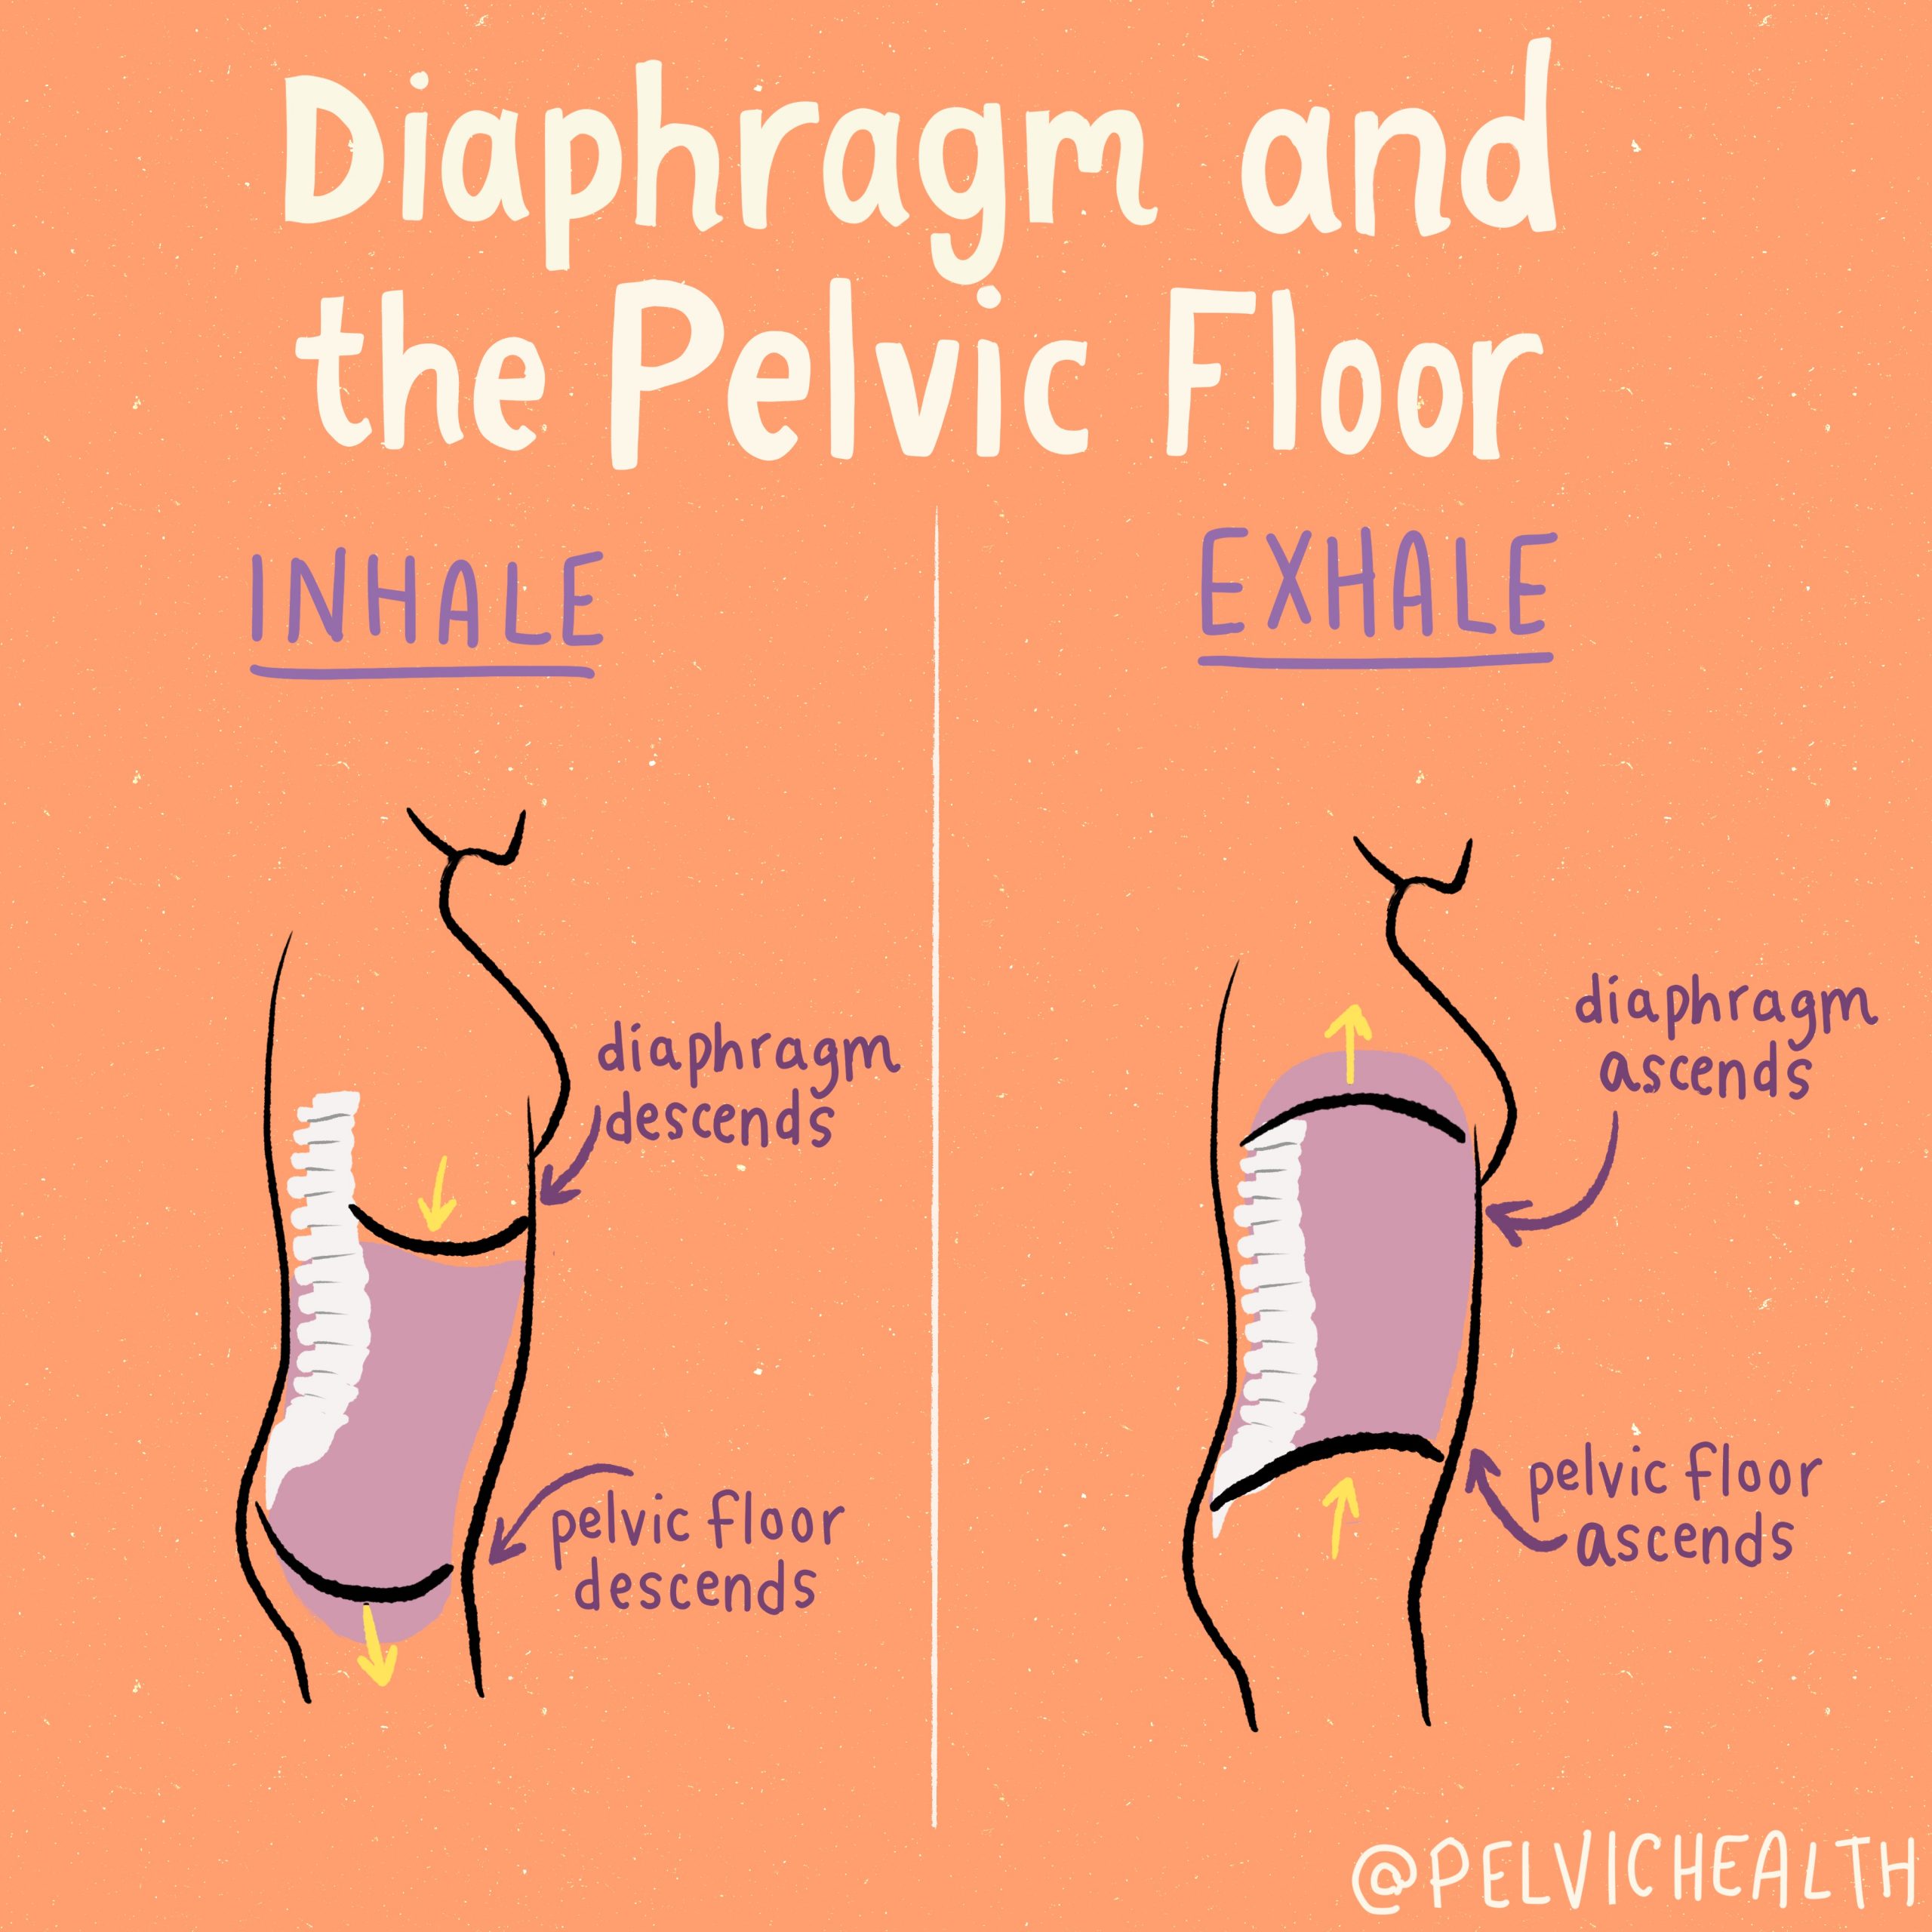 Diaphragm and
the Pelvic Floor
INHALE
diaphragm
descends
pelvic floor
descends
EXHALE
diaphragm
ascends
pelvic floor
ascends
@PELVICHEALTH